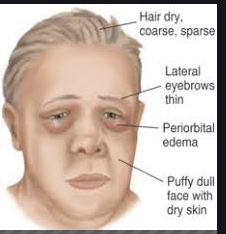 Hair dry,
coarse, sparse
Lateral
eyebrows
thin
Periorbital
edema
Puffy dull
face with
dry skin